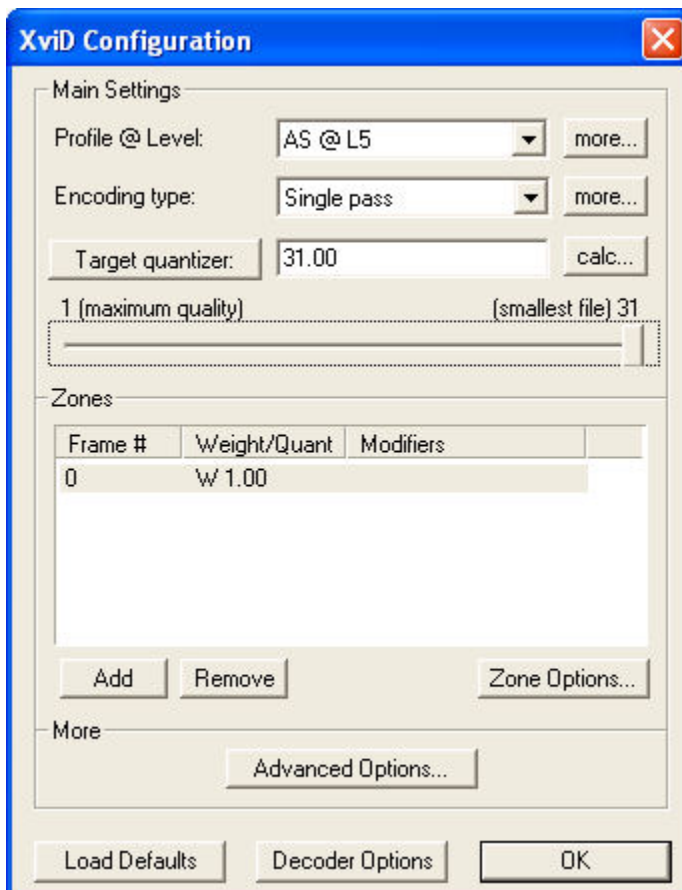 XviD Configuration
Main Settings
Profile @ Level: AS @ L5 more...
Encoding type: Single pass more...
Target quantizer: 31.00 calc...
1 (maximum quality) (smallest file) 31
Zones
Frame # Weight/Quant Modifiers
0 W 1.00
Add Remove Zone Options...
More
Advanced Options...
Load Defaults Decoder Options OK